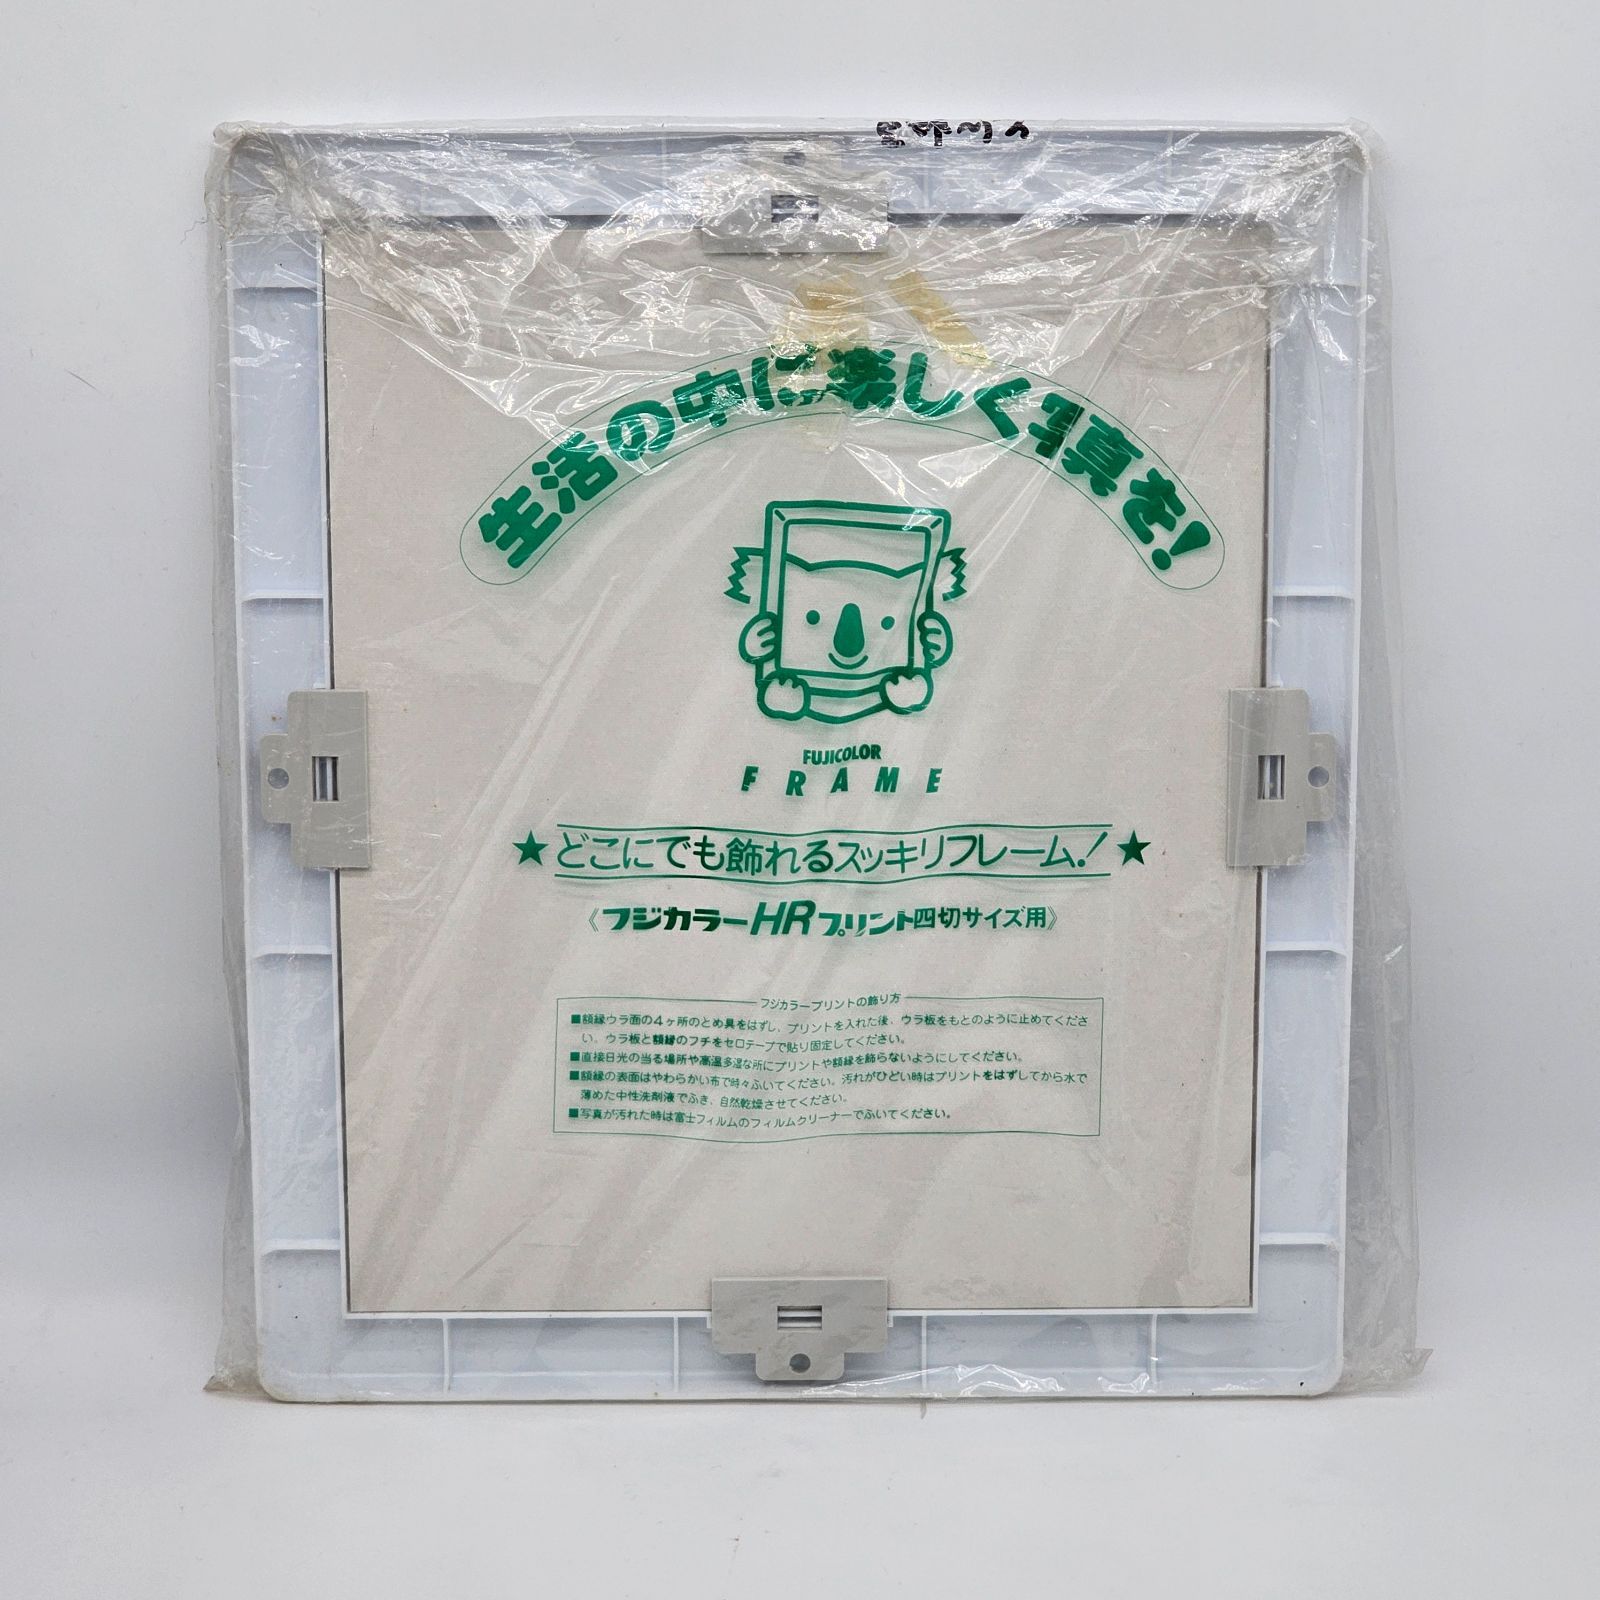 生活の中に楽しく写真を!
FUJICOLOR
FRAME
★どこにでも飾れるスッキリフレーム!★
《フジカラーHRプリント四切サイズ用》
フジカラープリントの飾り方
■額縁ウラ面の4ヶ所のとめ具をはずし、プリントを入れた後、ウラ板をもとのように止めてくださ
い。ウラ板と額縁のフチをセロテープで貼り固定してください。
■直接日光の当る場所や高温多湿な所にプリントや額縁を飾らないようにしてください。
■額縁の表面はやわらかい布で時々ふいてください。汚れがひどい時はプリントをはずしてから水で
薄めた中性洗剤液でふき、自然乾燥させてください。
■写真が汚れた時は富士フイルムのフィルムクリーナーでふいてください。